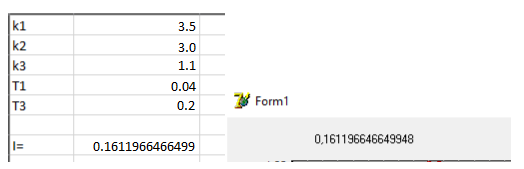 k1 3.5
k2 3.0
k3 1.1
T1 0.04
T3 0.2
I= 0.1611966466499
Form1
0,161196646649948